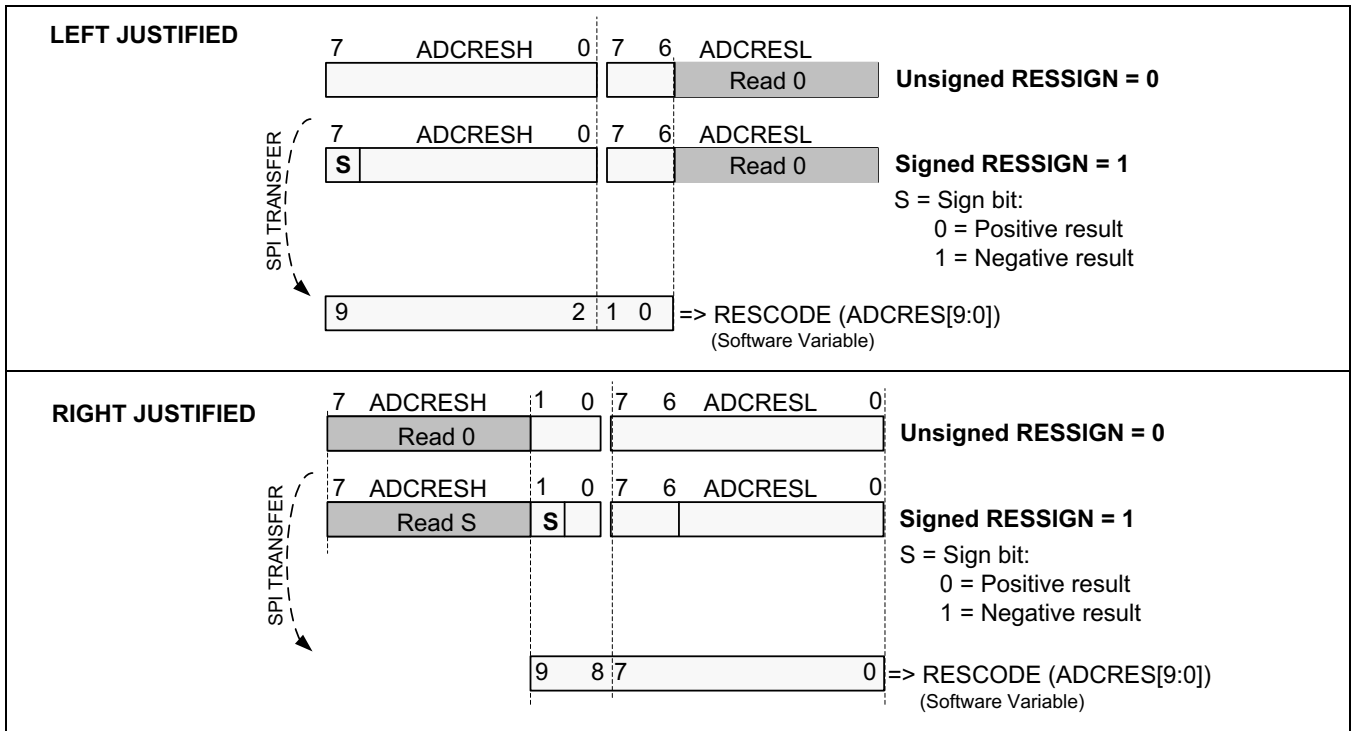 LEFT JUSTIFIED
7 ADCRESH 0 7 6 ADCRESL
Read 0 Unsigned RESSIGN = 0
7 ADCRESH 0 7 6 ADCRESL
S Read 0 Signed RESSIGN = 1
S = Sign bit:
0 = Positive result
1 = Negative result
SPI TRANSFER
9 2 1 0 => RESCODE (ADCRES[9:0])
(Software Variable)
RIGHT JUSTIFIED
7 ADCRESH 1 0 7 6 ADCRESL 0
Read 0 Unsigned RESSIGN = 0
7 ADCRESH 1 0 7 6 ADCRESL 0
Read S S Signed RESSIGN = 1
S = Sign bit:
0 = Positive result
1 = Negative result
SPI TRANSFER
9 8 7 0 => RESCODE (ADCRES[9:0])
(Software Variable)